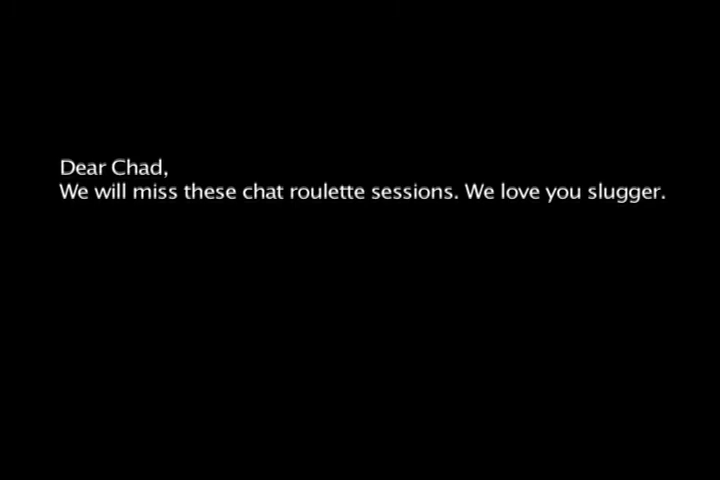 Dear Chad,
We will miss these chat roulette sessions. We love you slugger.